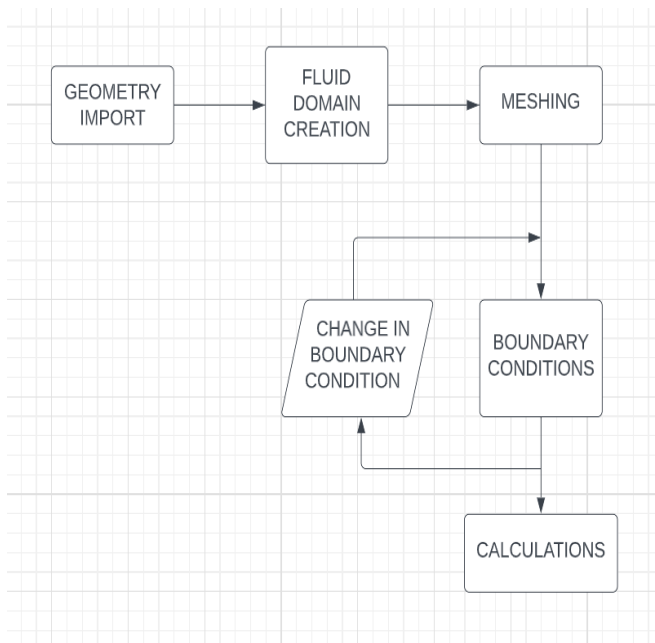 GEOMETRY
IMPORT
FLUID
DOMAIN
CREATION
MESHING
CHANGE IN
BOUNDARY
CONDITION
BOUNDARY
CONDITIONS
CALCULATIONS